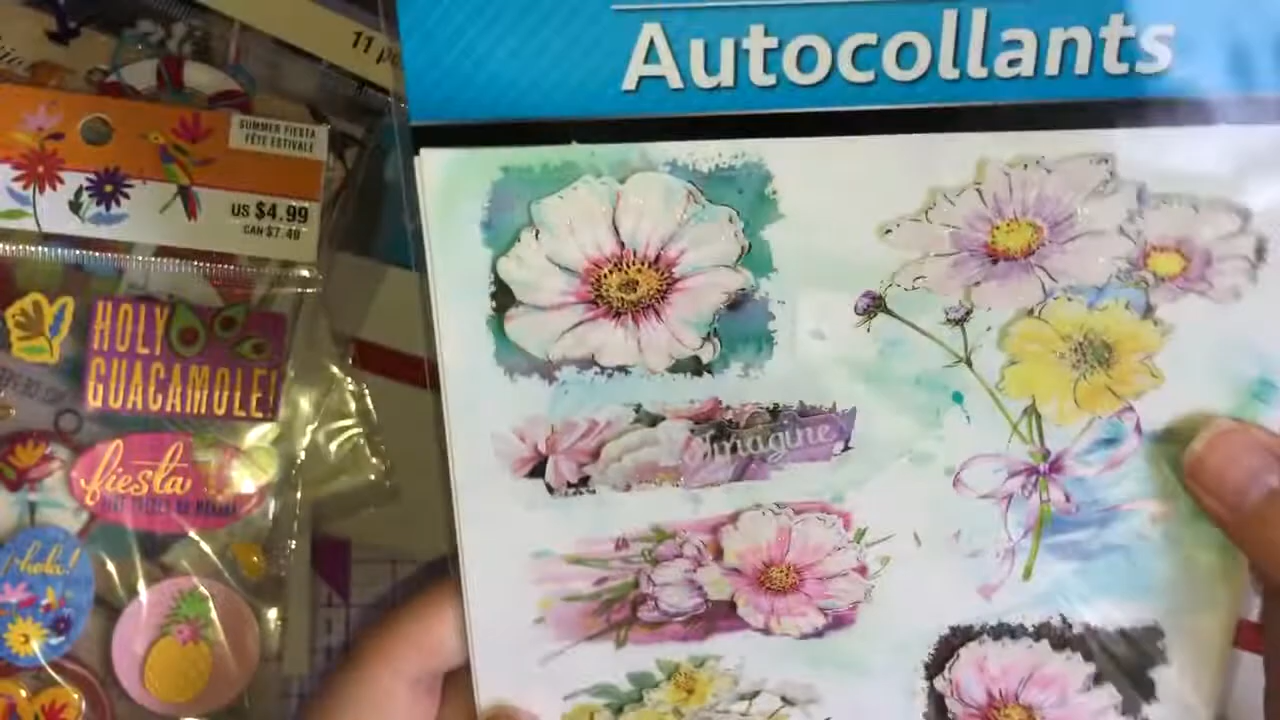 Autocollants
11
SUMMER FIESTA
FÊTE ESTIVALE
US $4.99
CAN $7.49
HOLY
GUACAMOLE!
fiesta
¡hola!
Imagine